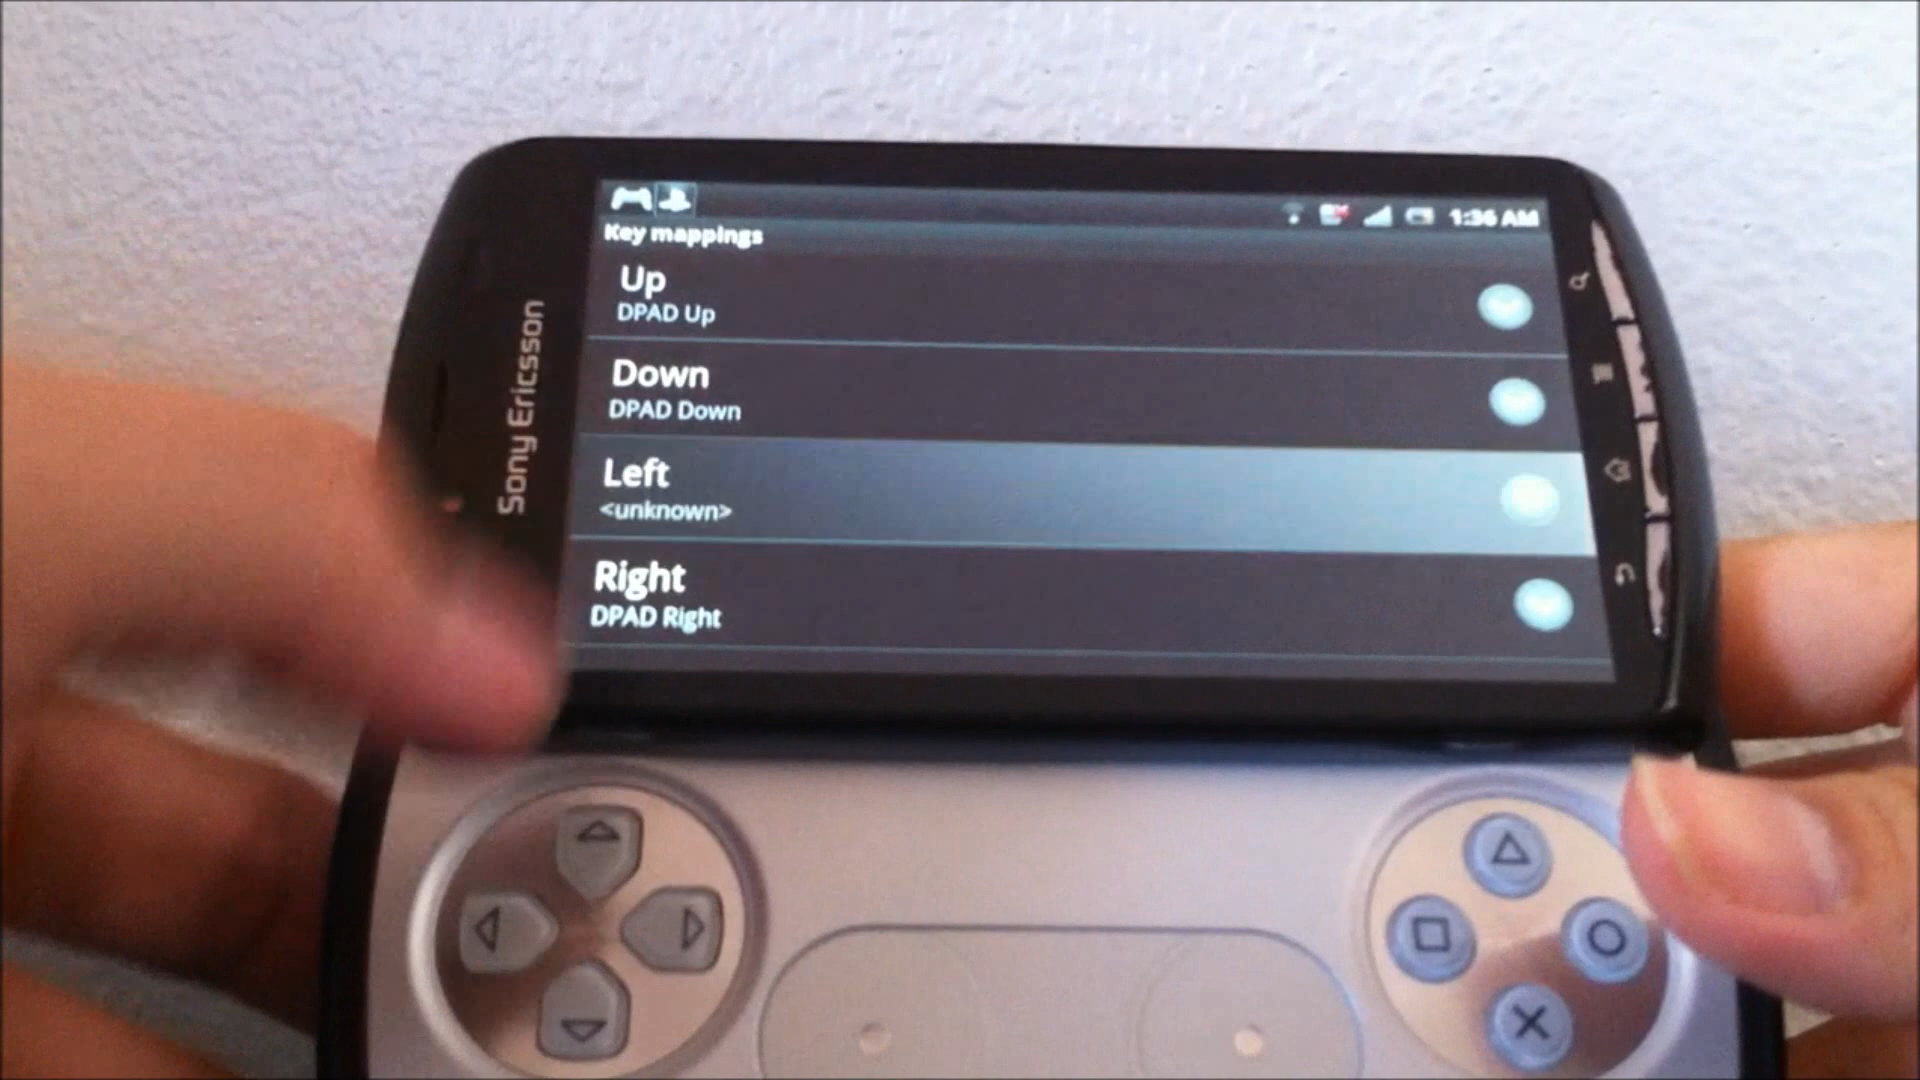 Sony Ericsson
1:36 AM
Key mappings
Up
DPAD Up
Down
DPAD Down
Left
<unknown>
Right
DPAD Right